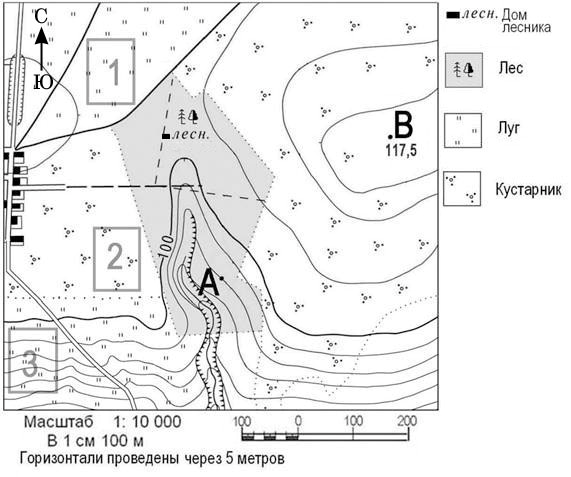 С
Ю
1
лесн.
.В
117,5
100
2
А
3
лесн. Дом
лесника
Лес
Луг
Кустарник
Масштаб 1: 10 000
В 1 см 100 м
100 0 100 200
Горизонтали проведены через 5 метров